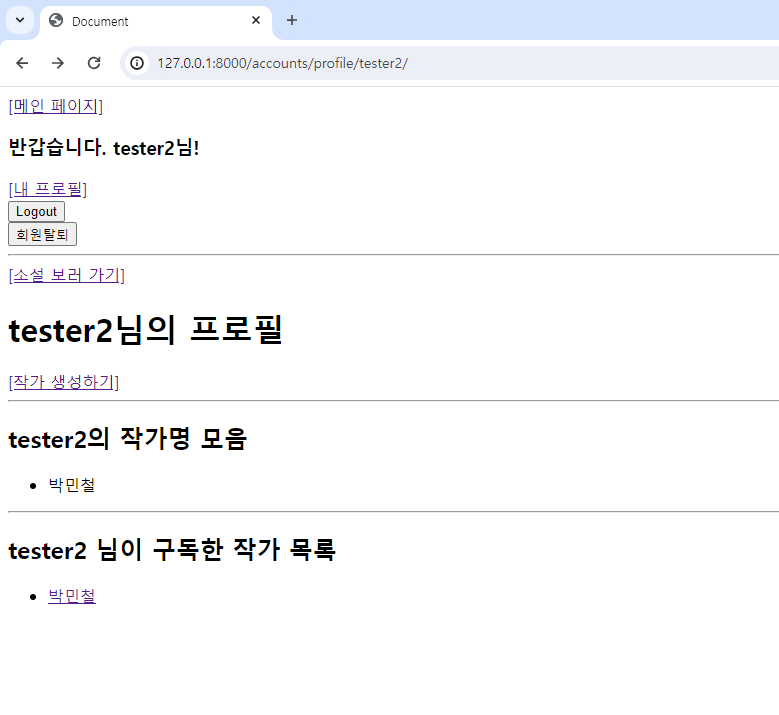 Document
127.0.0.1:8000/accounts/profile/tester2/
[메인 페이지]
반갑습니다. tester2님!
[내 프로필]
Logout
회원탈퇴
[소설 보러 가기]
tester2님의 프로필
[작가 생성하기]
tester2의 작가명 모음
박민철
tester2 님이 구독한 작가 목록
박민철